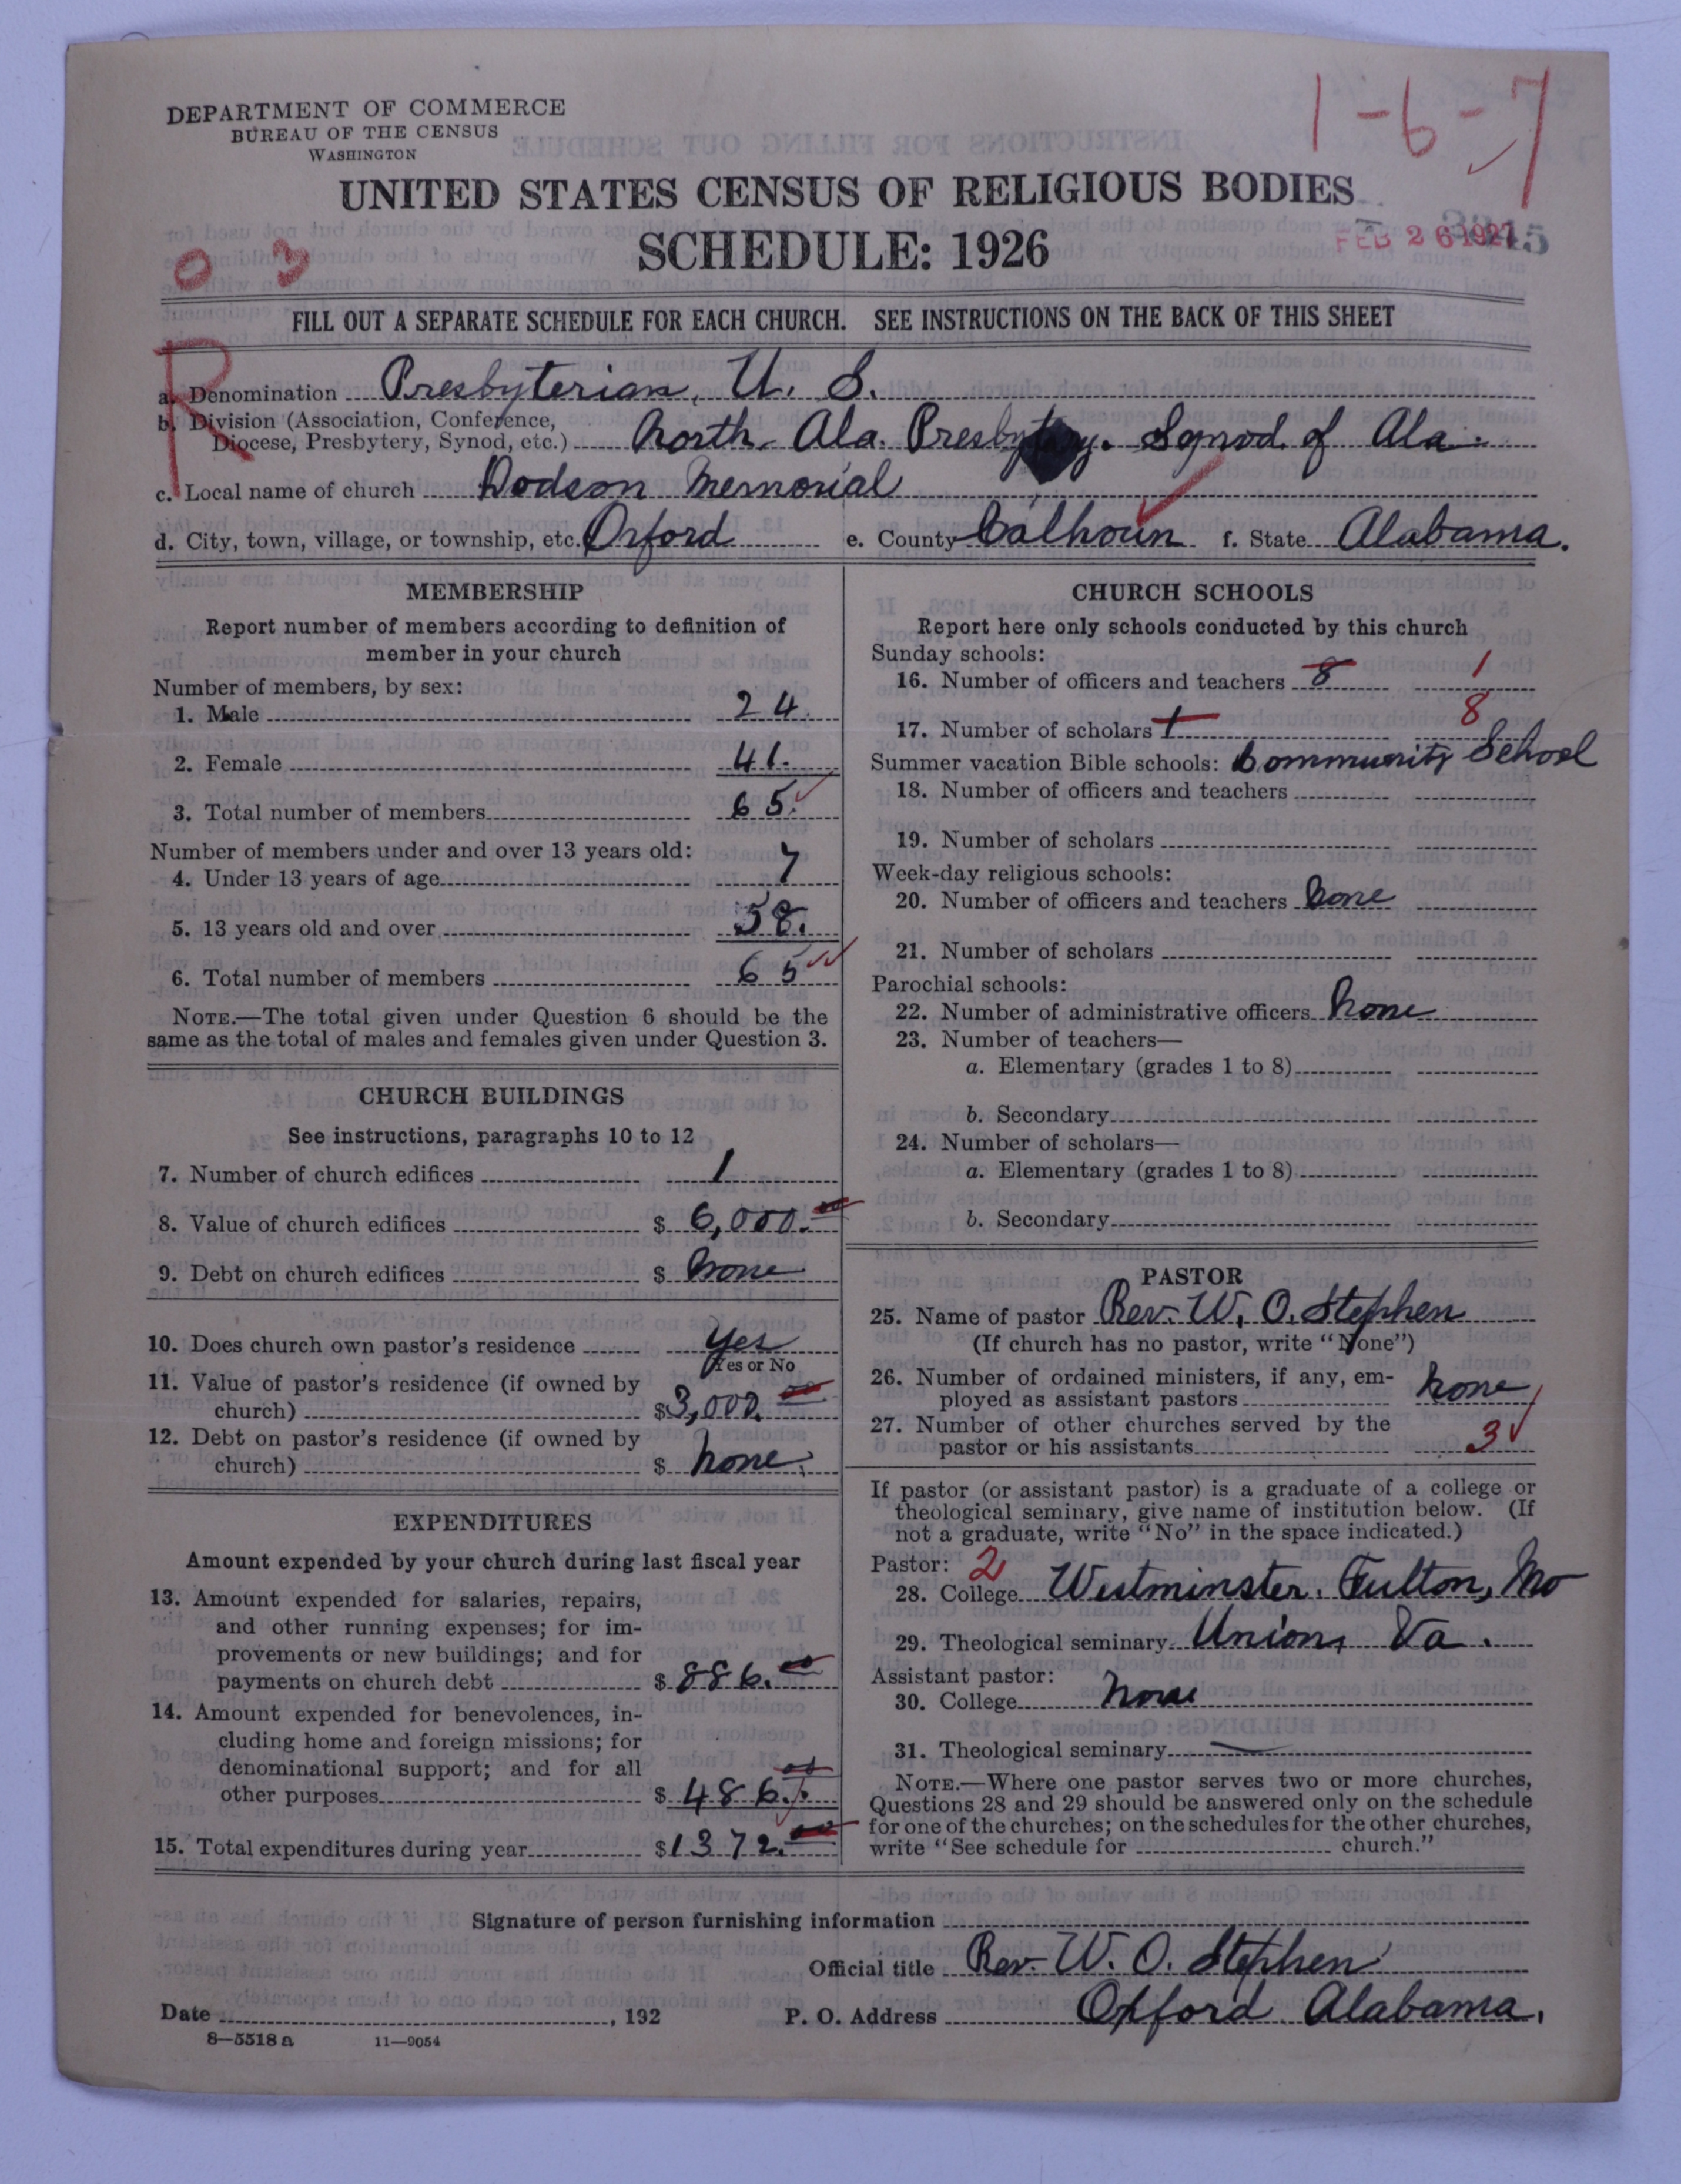 DEPARTMENT OF COMMERCE
BUREAU OF THE CENSUS
WASHINGTON
1-6-7
UNITED STATES CENSUS OF RELIGIOUS BODIES
SCHEDULE: 1926
FEB 26 1927
0 3
FILL OUT A SEPARATE SCHEDULE FOR EACH CHURCH. SEE INSTRUCTIONS ON THE BACK OF THIS SHEET
R
a. Denomination Presbyterian, U. S.
b. Division (Association, Conference,
Diocese, Presbytery, Synod, etc.) North. Ala. Presbytery. Synod of Ala.
c. Local name of church Dodson Memorial
d. City, town, village, or township, etc. Oxford e. County Calhoun f. State Alabama.
MEMBERSHIP
Report number of members according to definition of
member in your church
Number of members, by sex:
1. Male 24.
2. Female 41.
3. Total number of members 65.
Number of members under and over 13 years old:
4. Under 13 years of age 7
5. 13 years old and over 58.
6. Total number of members 65
NOTE.—The total given under Question 6 should be the
same as the total of males and females given under Question 3.
CHURCH BUILDINGS
See instructions, paragraphs 10 to 12
7. Number of church edifices 1
8. Value of church edifices $ 6,000.00
9. Debt on church edifices $ None
10. Does church own pastor's residence Yes
Yes or No
11. Value of pastor's residence (if owned by
church) $3,000.00
12. Debt on pastor's residence (if owned by
church) $ None.
EXPENDITURES
Amount expended by your church during last fiscal year
13. Amount expended for salaries, repairs,
and other running expenses; for im-
provements or new buildings; and for
payments on church debt $ 886.00
14. Amount expended for benevolences, in-
cluding home and foreign missions; for
denominational support; and for all
other purposes $ 486.00
15. Total expenditures during year $1372.00
CHURCH SCHOOLS
Report here only schools conducted by this church
Sunday schools:
16. Number of officers and teachers 8 1
17. Number of scholars 1 8
Summer vacation Bible schools: Community School
18. Number of officers and teachers
19. Number of scholars
Week-day religious schools:
20. Number of officers and teachers None
21. Number of scholars
Parochial schools:
22. Number of administrative officers None
23. Number of teachers—
a. Elementary (grades 1 to 8)
b. Secondary
24. Number of scholars—
a. Elementary (grades 1 to 8)
b. Secondary
PASTOR
25. Name of pastor Rev. W. O. Stephen
(If church has no pastor, write "None")
26. Number of ordained ministers, if any, em-
ployed as assistant pastors None
27. Number of other churches served by the
pastor or his assistants 3
If pastor (or assistant pastor) is a graduate of a college or
theological seminary, give name of institution below. (If
not a graduate, write "No" in the space indicated.)
Pastor: 2
28. College Westminster. Fulton, Mo
29. Theological seminary Union, Va.
Assistant pastor:
30. College None
31. Theological seminary
NOTE.—Where one pastor serves two or more churches,
Questions 28 and 29 should be answered only on the schedule
for one of the churches; on the schedules for the other churches,
write "See schedule for church."
Signature of person furnishing information
Official title Rev. W. O. Stephen
Date , 192 P. O. Address Oxford Alabama.
8—5518 a 11—9054